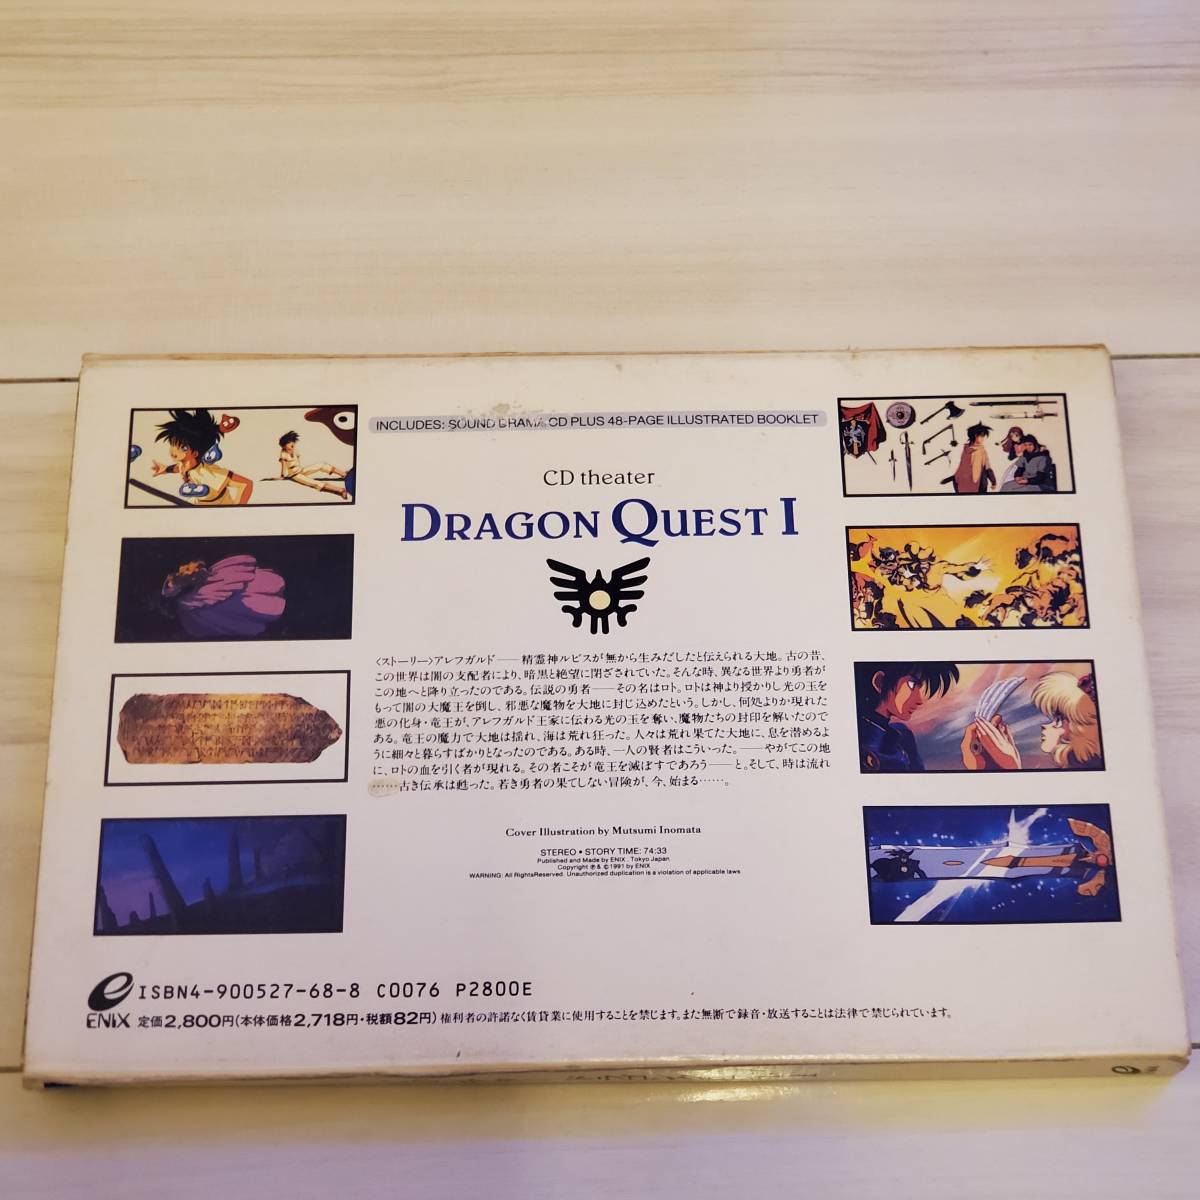 INCLUDES: SOUND DRAMA CD PLUS 48-PAGE ILLUSTRATED BOOKLET
CD theater
DRAGON QUEST I
〈ストーリー〉アレフガルド——精霊神ルビスが無から生みだしたと伝えられる大地。古の昔、
この世界は闇の支配者により、暗黒と絶望に閉ざされていた。そんな時、異なる世界より勇者が
この地へと降り立ったのである。伝説の勇者——その名はロト。ロトは神より授かりし光の玉を
もって闇の大魔王を倒し、邪悪な魔物を大地に封じ込めたという。しかし、何処よりか現れた
悪の化身・竜王が、アレフガルド王家に伝わる光の玉を奪い、魔物たちの封印を解いたので
ある。竜王の魔力で大地は揺れ、海は荒れ狂った。人々は荒れ果てた大地に、息を潜めるよ
うに細々と暮らすばかりとなったのである。ある時、一人の賢者はこういった。——やがてこの地
に、ロトの血を引く者が現れる。その者こそが竜王を滅ぼすであろう——と。そして、時は流れ
……古き伝承は甦った。若き勇者の果てしない冒険が、今、始まる……。
Cover Illustration by Mutsumi Inomata
STEREO • STORY TIME: 74:33
Published and Made by ENIX . Tokyo Japan
Copyright ℗ & © 1991 by ENIX
WARNING: All RightsReserved. Unauthorized duplication is a violation of applicable laws
ISBN4-900527-68-8 C0076 P2800E
ENIX 定価2,800円(本体価格2,718円・税額82円) 権利者の許諾なく賃貸業に使用することを禁じます。また無断で録音・放送することは法律で禁じられています。